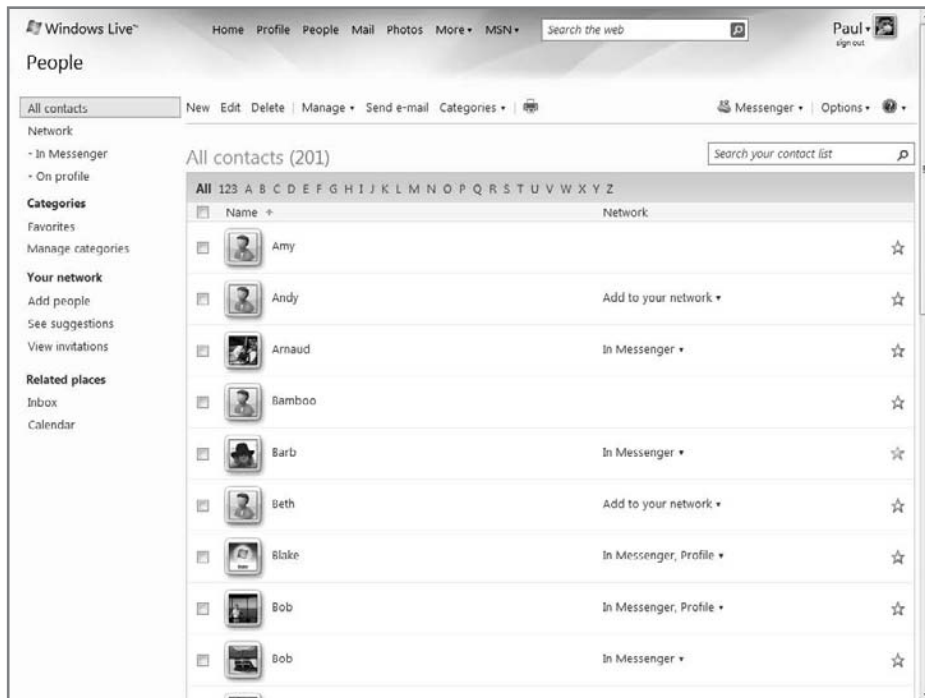 Windows Live™ Home Profile People Mail Photos More MSN Search the web Paul
sign out
People
All contacts
Network
- In Messenger
- On profile
Categories
Favorites
Manage categories
Your network
Add people
See suggestions
View invitations
Related places
Inbox
Calendar
New Edit Delete | Manage Send e-mail Categories | Messenger | Options
All contacts (201) Search your contact list
All 123 A B C D E F G H I J K L M N O P Q R S T U V W X Y Z
Name Network
Amy
Andy Add to your network
Arnaud In Messenger
Bamboo
Barb In Messenger
Beth Add to your network
Blake In Messenger, Profile
Bob In Messenger, Profile
Bob In Messenger